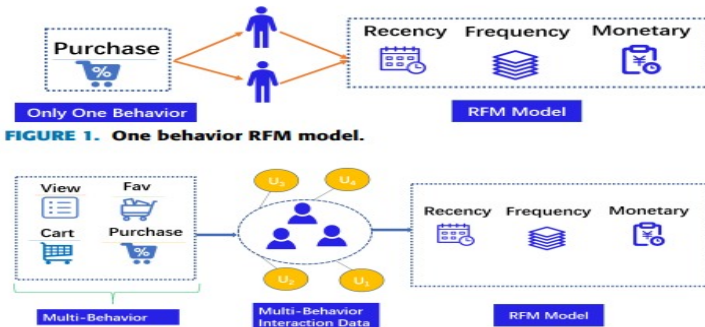 Purchase
Recency Frequency Monetary
Only One Behavior
RFM Model
FIGURE 1. One behavior RFM model.
View Fav
Cart Purchase
U3 U4
U2 U1
Recency Frequency Monetary
Multi-Behavior
Multi-Behavior
Interaction Data
RFM Model